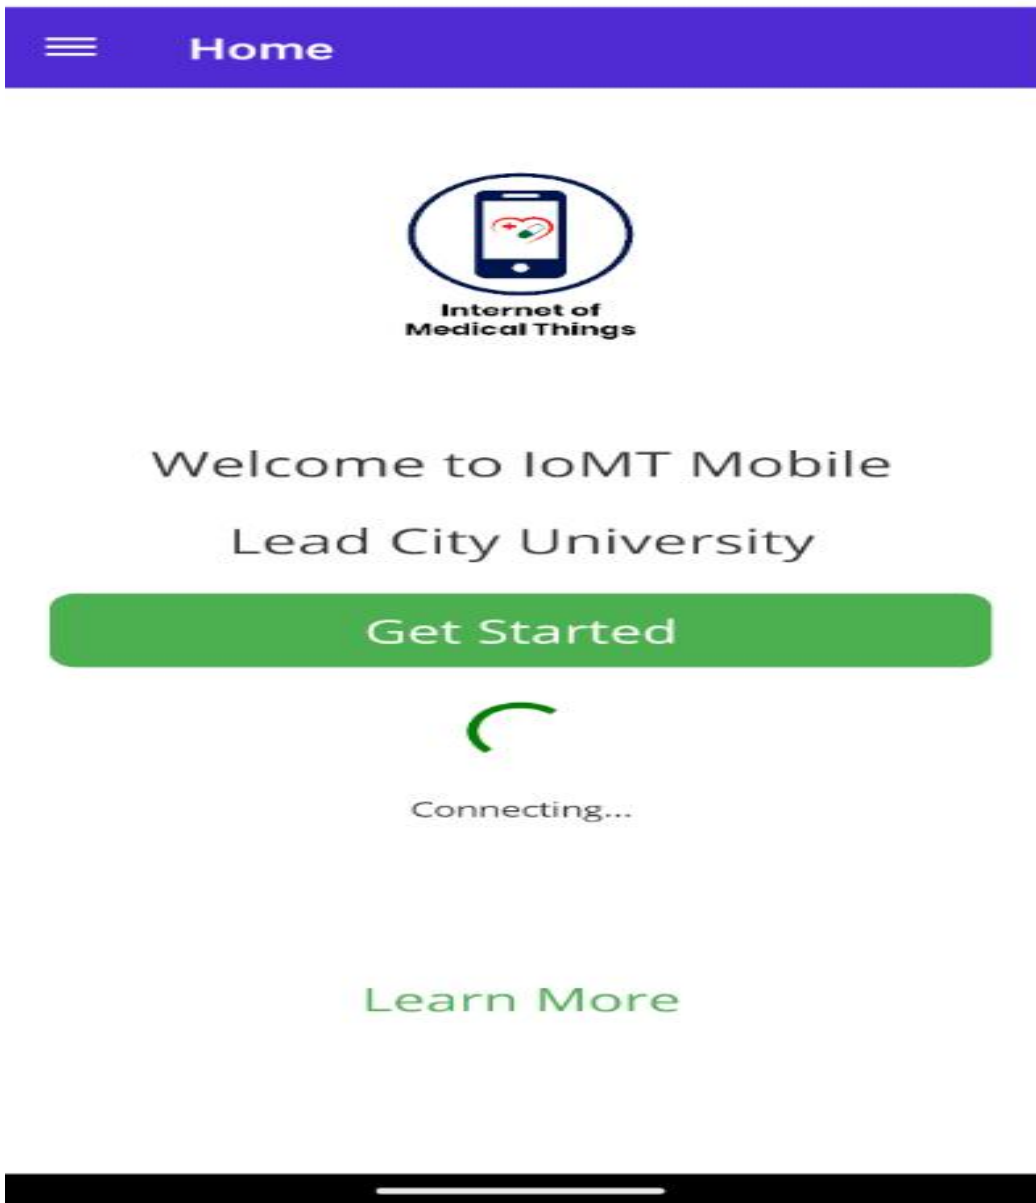 Home
Internet of
Medical Things
Welcome to IoMT Mobile
Lead City University
Get Started
Connecting...
Learn More